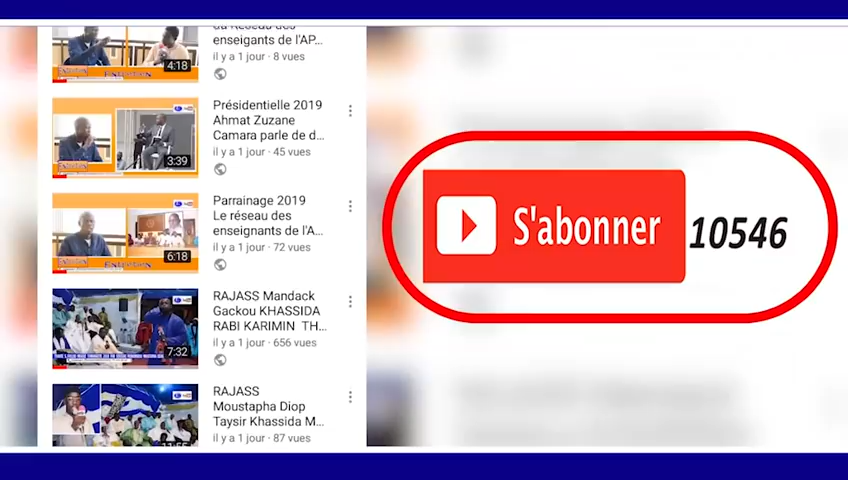 du Réseau des
enseigants de l'AP...
il y a 1 jour · 8 vues
4:18
Présidentielle 2019
Ahmat Zuzane
Camara parle de d...
il y a 1 jour · 45 vues
3:39
Parrainage 2019
Le réseau des
enseignants de l'A...
il y a 1 jour · 72 vues
6:18
RAJASS Mandack
Gackou KHASSIDA
RABI KARIMIN TH...
il y a 1 jour · 656 vues
7:32
RAJASS
Moustapha Diop
Taysir Khassida M...
il y a 1 jour · 87 vues
S'abonner 10546